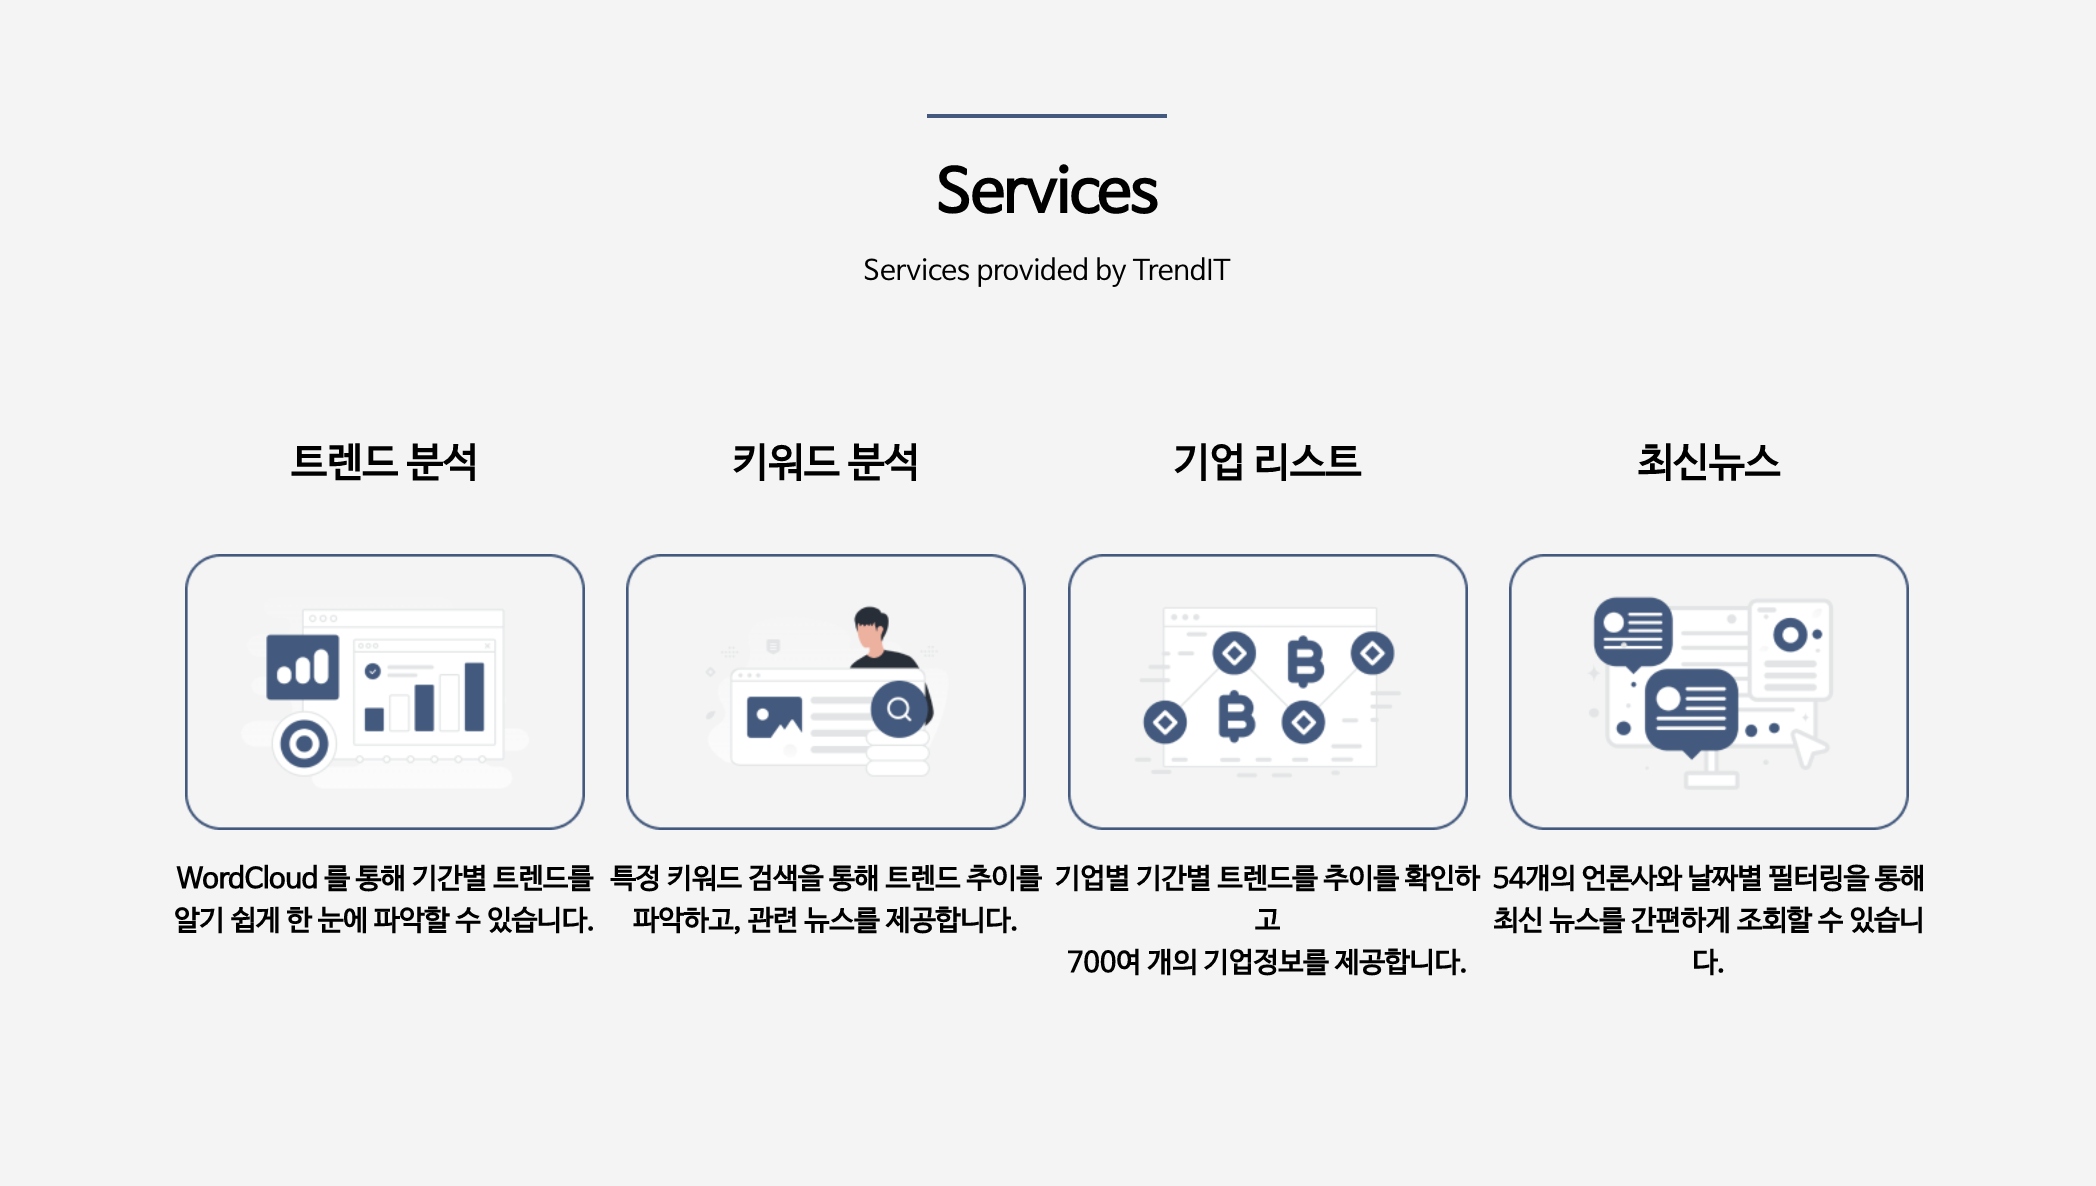 Services
Services provided by TrendIT
트렌드 분석
키워드 분석
기업 리스트
최신뉴스
WordCloud 를 통해 기간별 트렌드를
알기 쉽게 한 눈에 파악할 수 있습니다.
특정 키워드 검색을 통해 트렌드 추이를
파악하고, 관련 뉴스를 제공합니다.
기업별 기간별 트렌드를 추이를 확인하
고
700여 개의 기업정보를 제공합니다.
54개의 언론사와 날짜별 필터링을 통해
최신 뉴스를 간편하게 조회할 수 있습니
다.